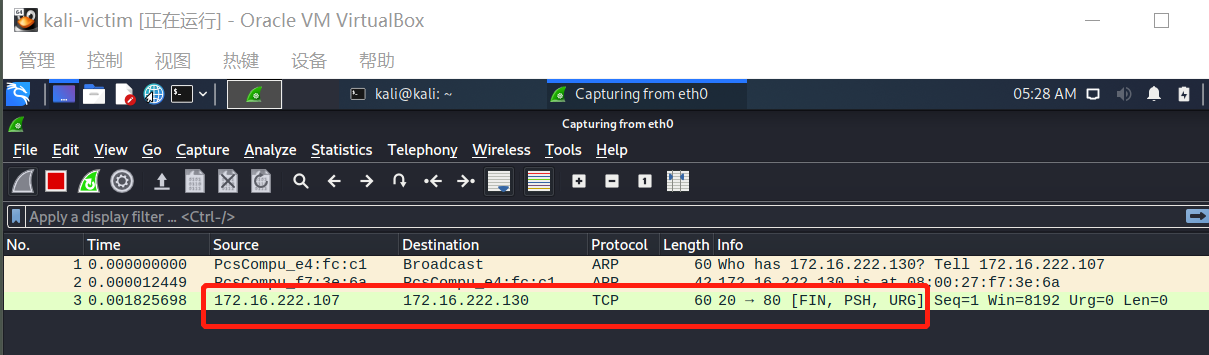 kali-victim [正在运行] - Oracle VM VirtualBox
管理 控制 视图 热键 设备 帮助
kali@kali: ~ Capturing from eth0 05:28 AM
Capturing from eth0
File Edit View Go Capture Analyze Statistics Telephony Wireless Tools Help
Apply a display filter … <Ctrl-/>
No. Time Source Destination Protocol Length Info
1 0.000000000 PcsCompu_e4:fc:c1 Broadcast ARP 60 Who has 172.16.222.130? Tell 172.16.222.107
2 0.000012449 PcsCompu_f7:3e:6a PcsCompu_e4:fc:c1 ARP 42 172.16.222.130 is at 08:00:27:f7:3e:6a
3 0.001825698 172.16.222.107 172.16.222.130 TCP 60 20 → 80 [FIN, PSH, URG] Seq=1 Win=8192 Urg=0 Len=0